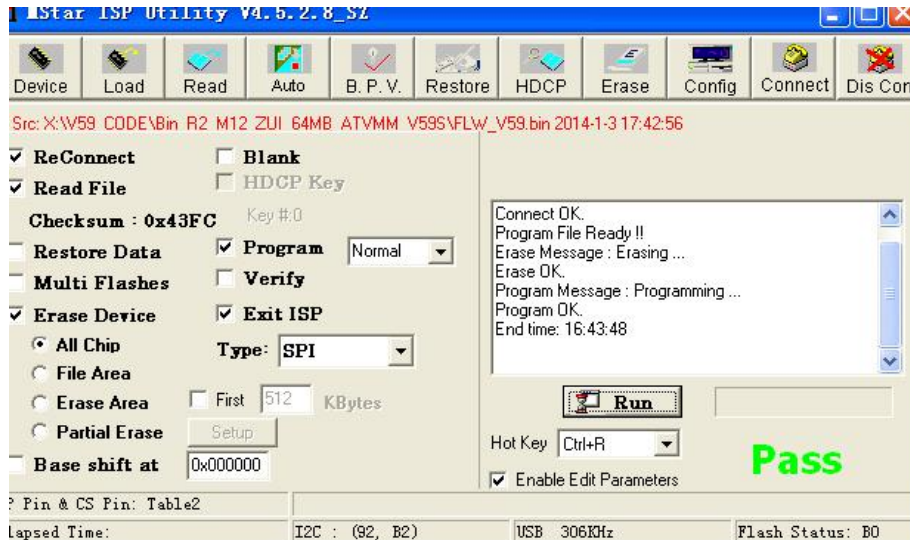 MStar ISP Utility V4.5.2.8_SZ
Device Load Read Auto B. P. V. Restore HDCP Erase Config Connect Dis Con
Src: X:\V59 CODE\Bin R2 M12 ZUI 64MB ATVMM V59S\FLW_V59.bin 2014-1-3 17:42:56
ReConnect
Read File
Checksum : 0x43FC
Restore Data
Multi Flashes
Erase Device
All Chip
File Area
Erase Area
Partial Erase
Base shift at 0x000000
Blank
HDCP Key
Key #:0
Program Normal
Verify
Exit ISP
Type: SPI
First 512 KBytes
Setup
Connect OK.
Program File Ready !!
Erase Message : Erasing ...
Erase OK.
Program Message : Programming ...
Program OK.
End time: 16:43:48
Run
Hot Key Ctrl+R
Enable Edit Parameters
Pass
P Pin & CS Pin: Table2
lapsed Time: I2C : (92, B2) USB 306KHz Flash Status: B0